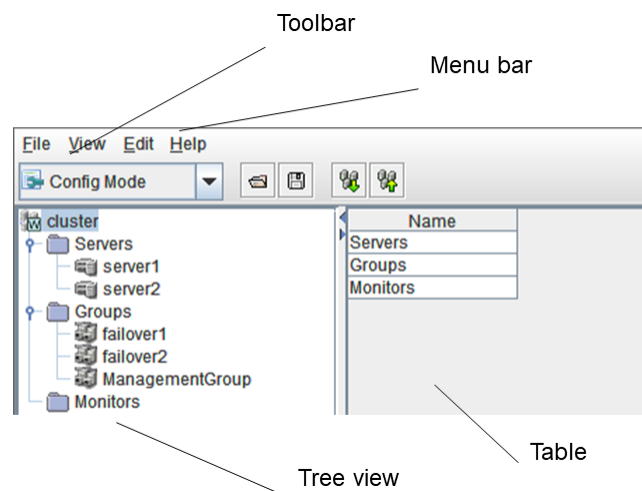 Toolbar
Menu bar
File View Edit Help
Config Mode
cluster
Servers
server1
server2
Groups
failover1
failover2
ManagementGroup
Monitors
Name
Servers
Groups
Monitors
Table
Tree view